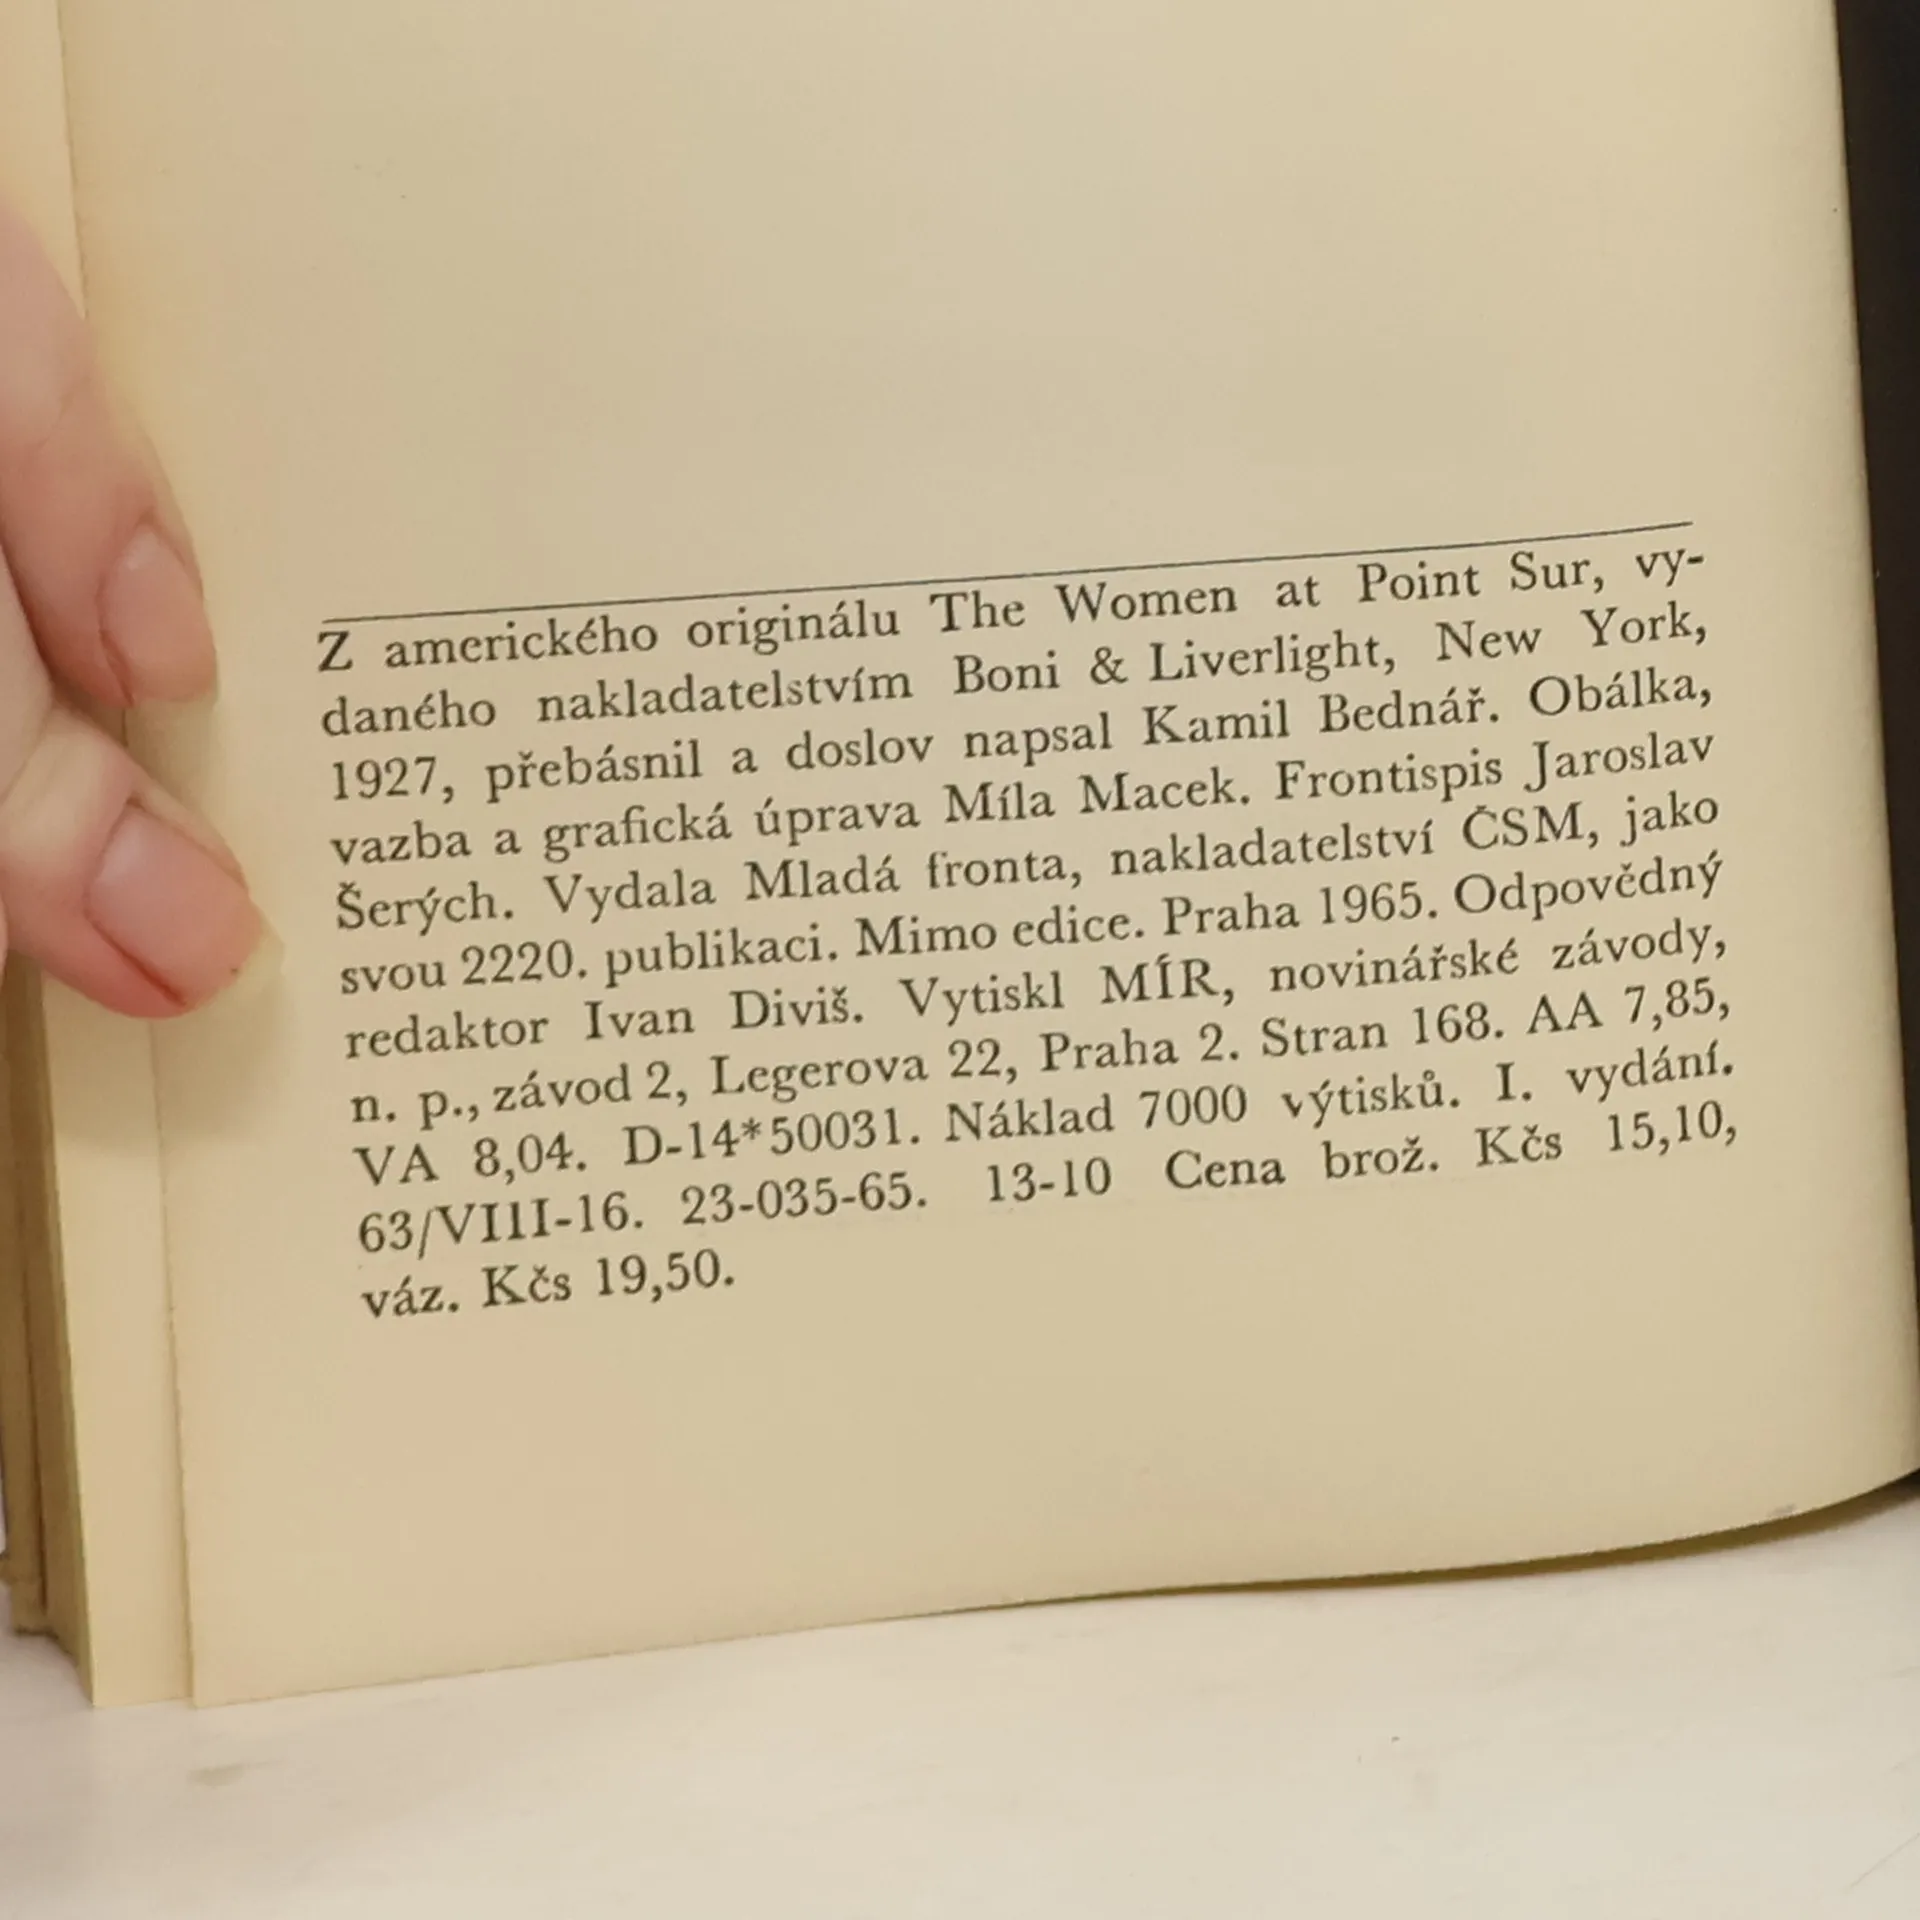 Z amerického originálu The Women at Point Sur, vy-
daného nakladatelstvím Boni & Liverlight, New York,
1927, přebásnil a doslov napsal Kamil Bednář. Obálka,
vazba a grafická úprava Míla Macek. Frontispis Jaroslav
Šerých. Vydala Mladá fronta, nakladatelství ČSM, jako
svou 2220. publikaci. Mimo edice. Praha 1965. Odpovědný
redaktor Ivan Diviš. Vytiskl MÍR, novinářské závody,
n. p., závod 2, Legerova 22, Praha 2. Stran 168. AA 7,85,
VA 8,04. D-14*50031. Náklad 7000 výtisků. I. vydání.
63/VIII-16. 23-035-65. 13-10 Cena brož. Kčs 15,10,
váz. Kčs 19,50.